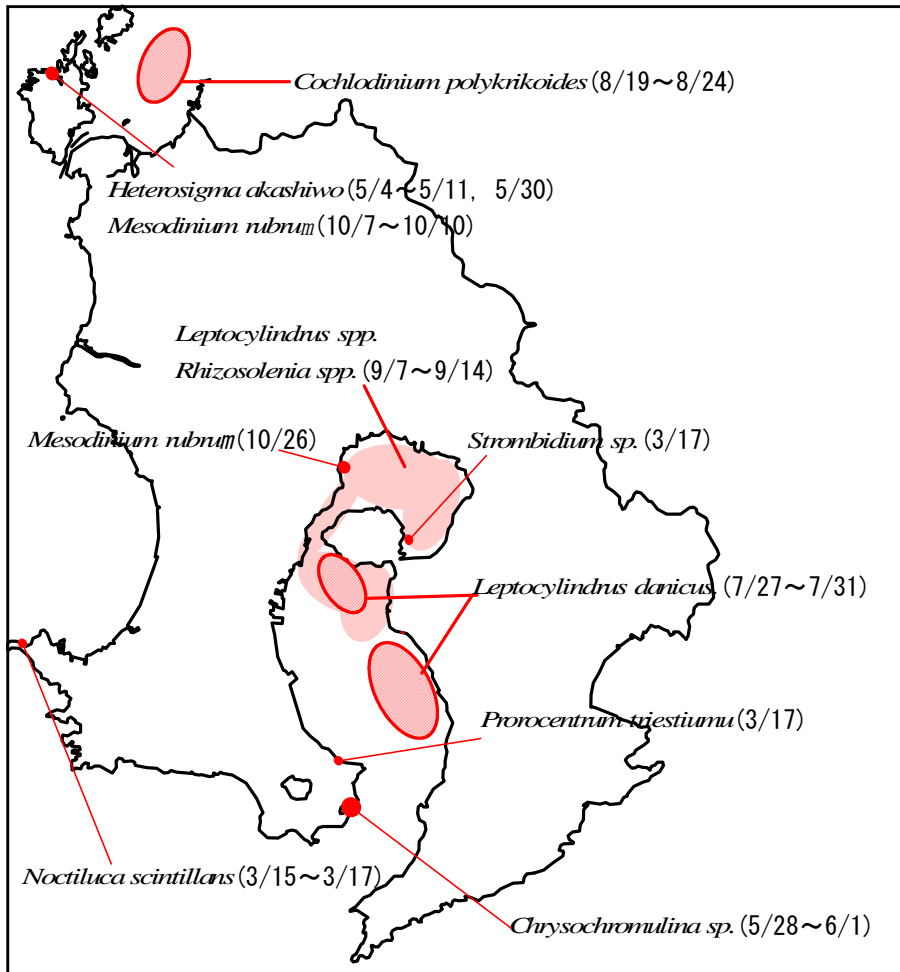 Cochlodinium polykrikoides (8/19～8/24)
Heterosigma akashiwo (5/4～5/11, 5/30)
Mesodinium rubrum (10/7～10/10)
Leptocylindrus spp.
Rhizosolenia spp. (9/7～9/14)
Mesodinium rubrum (10/26)
Strombidium sp. (3/17)
Leptocylindrus danicus (7/27～7/31)
Prorocentrum triestiumu (3/17)
Noctiluca scintillans (3/15～3/17)
Chrysochromulina sp. (5/28～6/1)